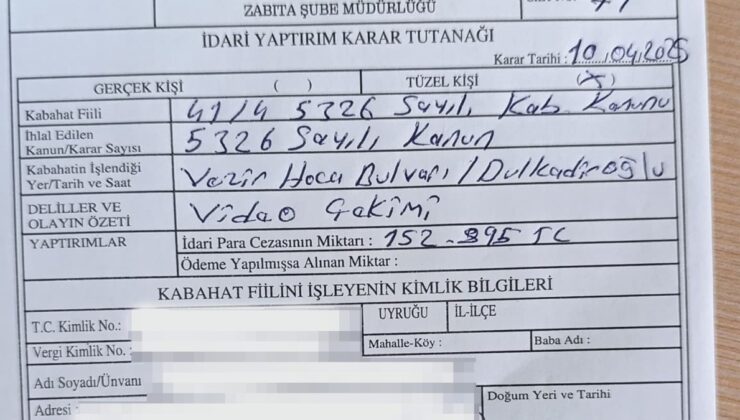 ZABITA ŞUBE MÜDÜRLÜĞÜ
İDARİ YAPTIRIM KARAR TUTANAĞI
Karar Tarihi : 10.04.2025
GERÇEK KİŞİ ( ) TÜZEL KİŞİ (X)
Kabahat Fiili 41/4 5326 Sayılı Kab Kanunu
İhlal Edilen
Kanun/Karar Sayısı 5326 Sayılı Kanun
Kabahatin İşlendiği
Yer/Tarih ve Saat Vezir Hoca Bulvarı / Dulkadiroğlu
DELİLLER VE
OLAYIN ÖZETİ Video Çekimi
YAPTIRIMLAR İdari Para Cezasının Miktarı : 152.895 TC
Ödeme Yapılmışsa Alınan Miktar :
KABAHAT FİİLİNİ İŞLEYENİN KİMLİK BİLGİLERİ
T.C. Kimlik No.: UYRUĞU İL-İLÇE
Vergi Kimlik No. : Mahalle-Köy : Baba Adı :
Adı Soyadı/Ünvanı
Doğum Yeri ve Tarihi
Adresi :